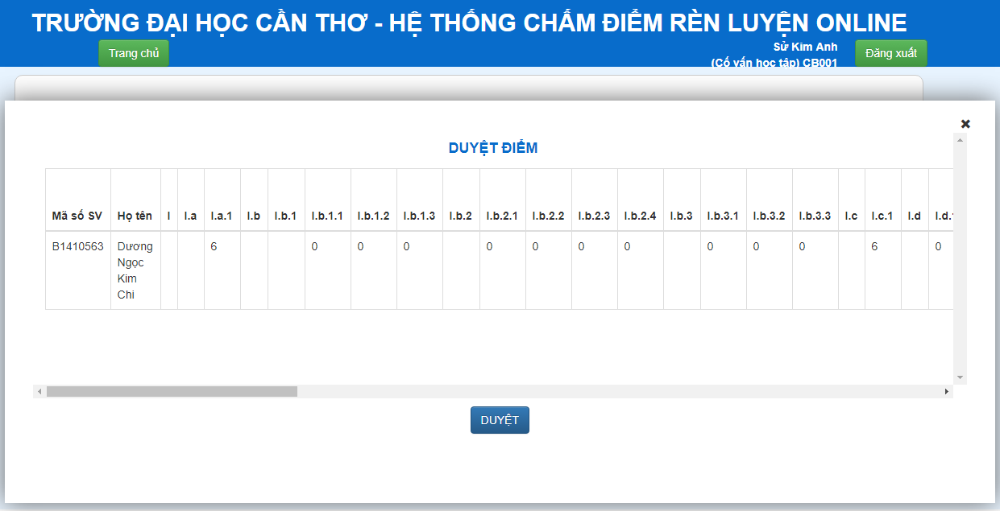 TRƯỜNG ĐẠI HỌC CẦN THƠ - HỆ THỐNG CHẤM ĐIỂM RÈN LUYỆN ONLINE
Trang chủ
Sử Kim Anh
(Cố vấn học tập) CB001
Đăng xuất
×
DUYỆT ĐIỂM
Mã số SV Họ tên I I.a I.a.1 I.b I.b.1 I.b.1.1 I.b.1.2 I.b.1.3 I.b.2 I.b.2.1 I.b.2.2 I.b.2.3 I.b.2.4 I.b.3 I.b.3.1 I.b.3.2 I.b.3.3 I.c I.c.1 I.d
B1410563 Dương 6 0 0 0 0 0 0 0 0 0 0 6 0
Ngọc
Kim
Chi
DUYỆT